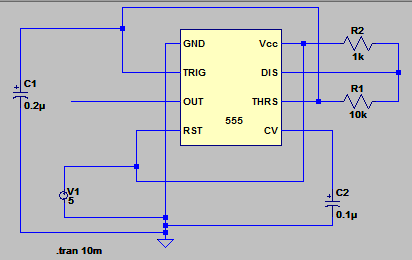 R2
1k
GND
Vcc
C1
0.2µ
TRIG
DIS
R1
10k
OUT
THRS
555
RST
CV
V1
5
C2
0.1µ
.tran 10m